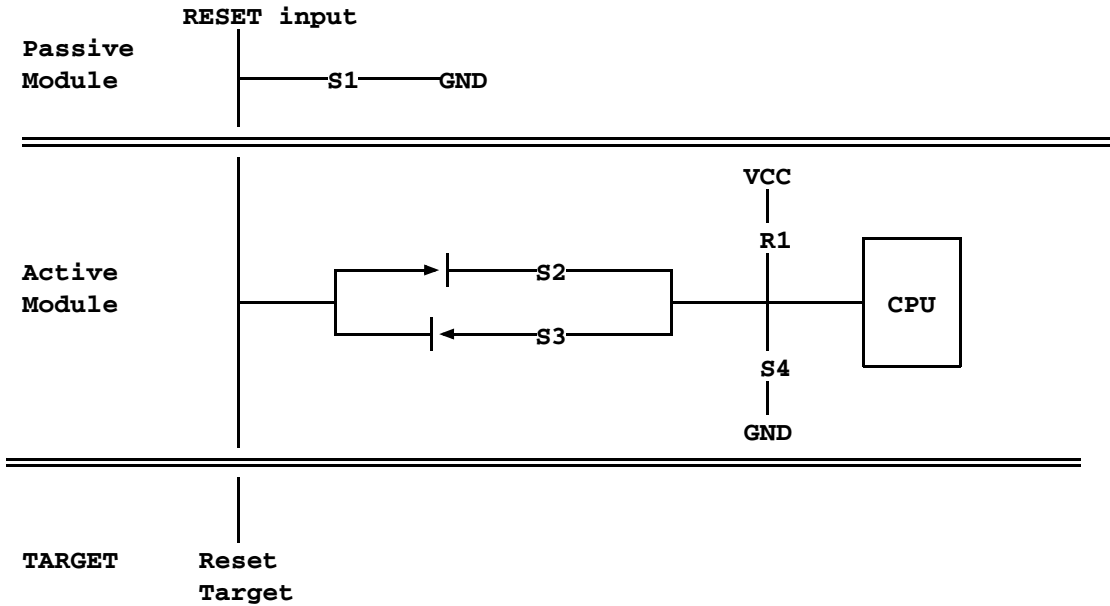 RESET input
Passive
Module
S1
GND
VCC
R1
Active
Module
S2
S3
CPU
S4
GND
TARGET
Reset
Target